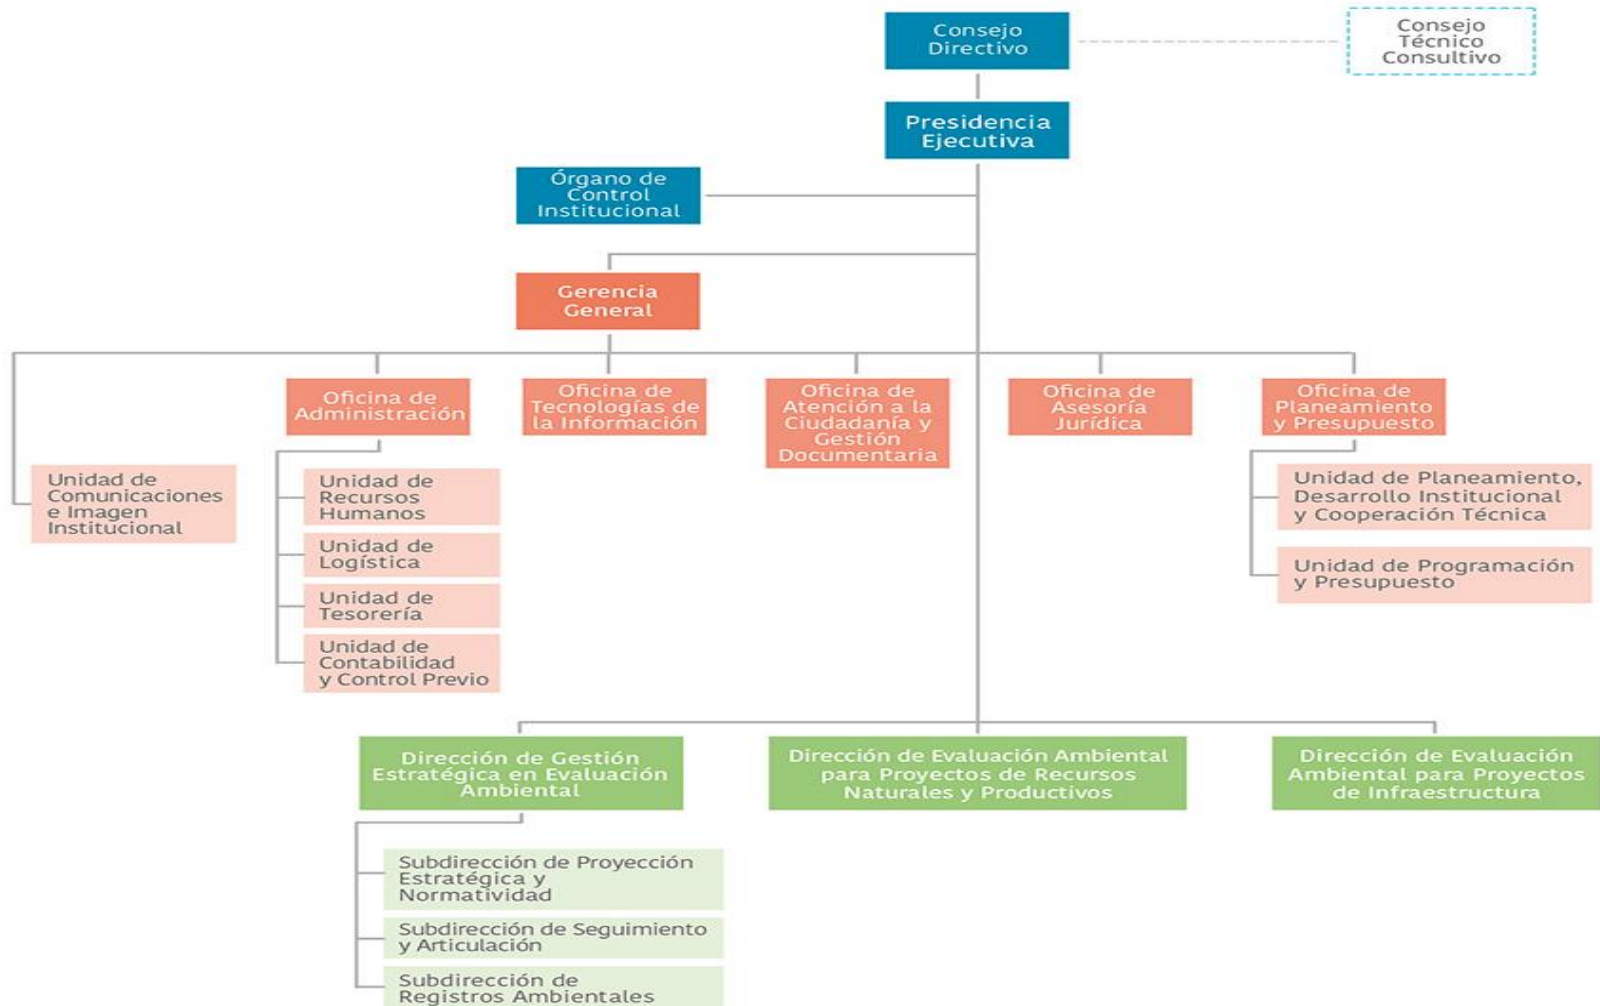 Consejo
Directivo
Consejo
Técnico
Consultivo
Presidencia
Ejecutiva
Órgano de
Control
Institucional
Gerencia
General
Oficina de
Administración
Oficina de
Tecnologías de
la Información
Oficina de
Atención a la
Ciudadanía y
Gestión
Documentaria
Oficina de
Asesoría
Jurídica
Oficina de
Planeamiento
y Presupuesto
Unidad de
Comunicaciones
e Imagen
Institucional
Unidad de
Recursos
Humanos
Unidad de
Logística
Unidad de
Tesorería
Unidad de
Contabilidad
y Control Previo
Unidad de Planeamiento,
Desarrollo Institucional
y Cooperación Técnica
Unidad de Programación
y Presupuesto
Dirección de Gestión
Estratégica en Evaluación
Ambiental
Dirección de Evaluación Ambiental
para Proyectos de Recursos
Naturales y Productivos
Dirección de Evaluación
Ambiental para Proyectos
de Infraestructura
Subdirección de Proyección
Estratégica y
Normatividad
Subdirección de Seguimiento
y Articulación
Subdirección de
Registros Ambientales